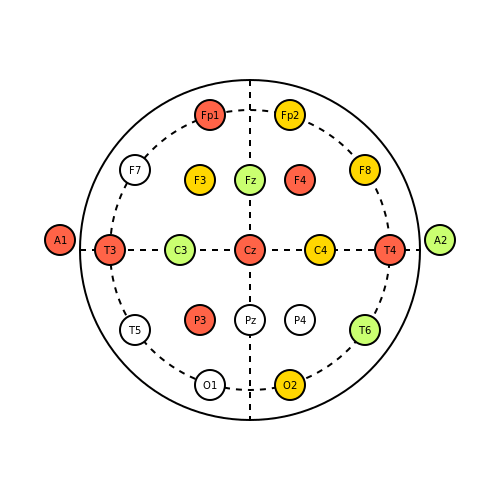 Fp1 Fp2
F7 F8
F3 Fz F4
A1 A2
T3 C3 Cz C4 T4
P3 Pz P4
T5 T6
O1 O2